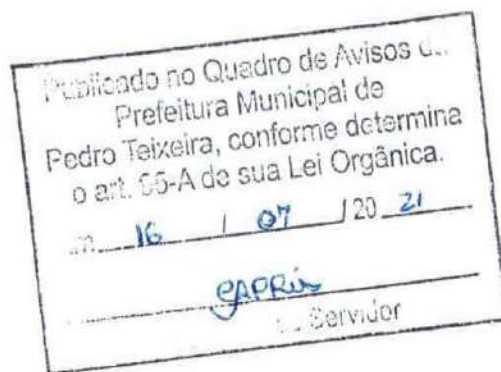 Publicado no Quadro de Avisos
Prefeitura Municipal de
Pedro Teixeira, conforme determina
o art. -A de sua Lei Orgânica.
16 / 07 / 20 21
Servidor